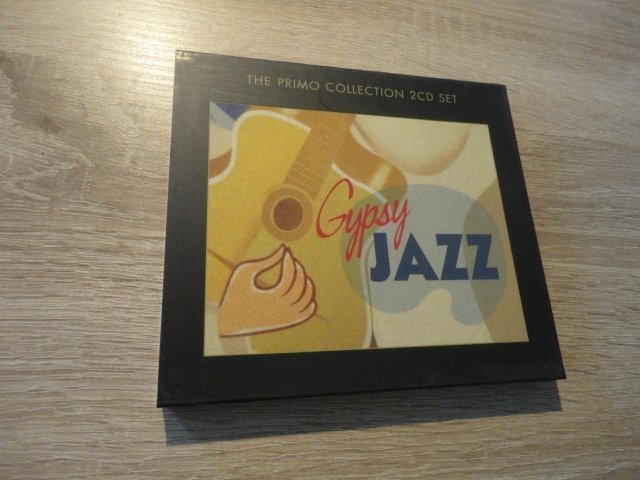 THE PRIMO COLLECTION 2CD SET
Gypsy
JAZZ